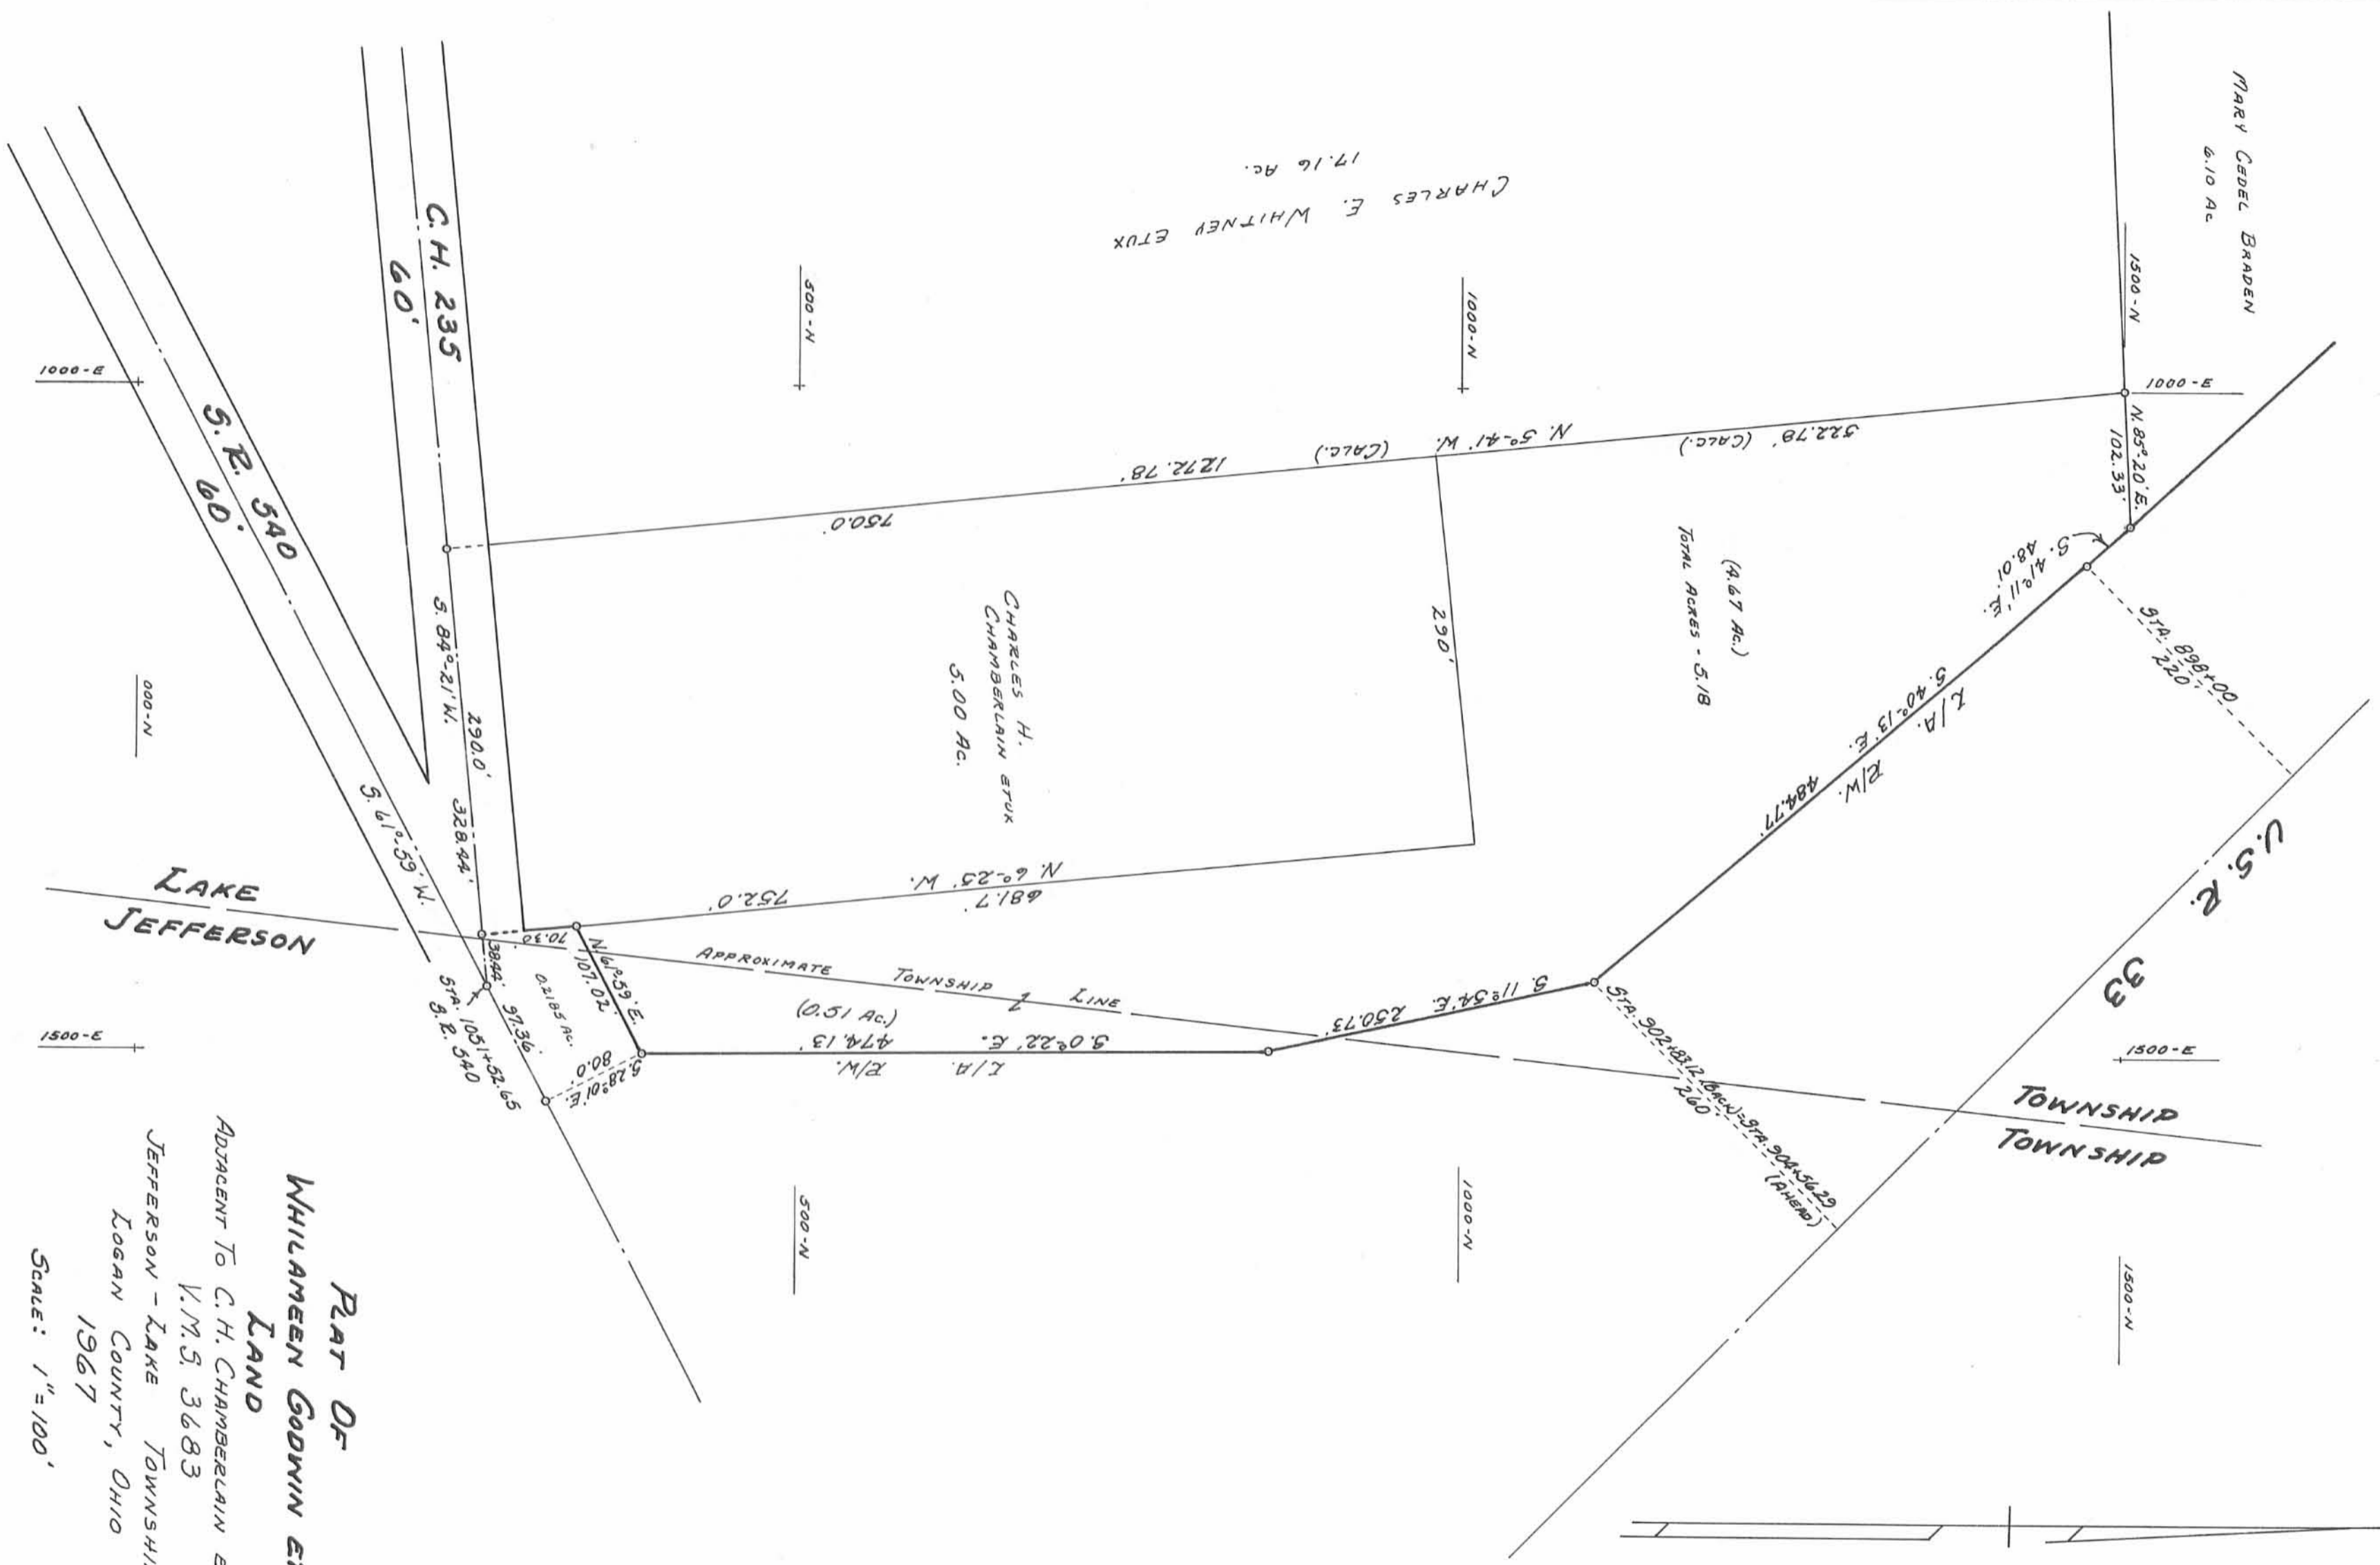 MARY CEDEL BRADEN
6.10 Ac
1500-N
1000-E
N. 85°-20' E.
102.33'
S. 41°11' E.
48.01'
STA. 898+00
220'
U.S.R. 33
CHARLES E. WHITNEY ETUX
17.16 Ac.
500-N
1000-N
522.78' (CALC.)
N. 5°-41' W. (CALC.)
1272.78'
750.0'
290'
(4.67 Ac.)
TOTAL ACRES - 5.18
L/A. R/W.
S. 40°-13' E. 484.77'
CHARLES H.
CHAMBERLAIN ETUX
5.00 Ac.
C.H. 235
60'
S.R. 540
60'
1000-E
000-N
S. 84°-21' W. 290.0'
328.44'
S. 61°-59' W.
LAKE
JEFFERSON
N. 6°-25' W.
681.7'
752.0'
70.30'
N. 61°59' E.
107.02'
38.44'
97.36'
0.2185 Ac.
S. 28°-01' E.
80.0'
STA. 1051+52.65
S.R. 540
APPROXIMATE TOWNSHIP LINE
(0.51 Ac.)
S. 0°22' E. 474.13'
L/A. R/W.
S. 11°54' E. 250.73'
STA. 902+83.12 (BACK)=STA. 904+56.29
(AHEAD)
260'
1500-E
1500-E
TOWNSHIP
TOWNSHIP
500-N
1000-N
1500-N
PLAT OF
WHILAMEEN GODWIN
LAND
ADJACENT TO C.H. CHAMBERLAIN
V.M.S. 3683
JEFFERSON - LAKE TOWNSHI
LOGAN COUNTY, OHIO
1967
SCALE: 1"=100'